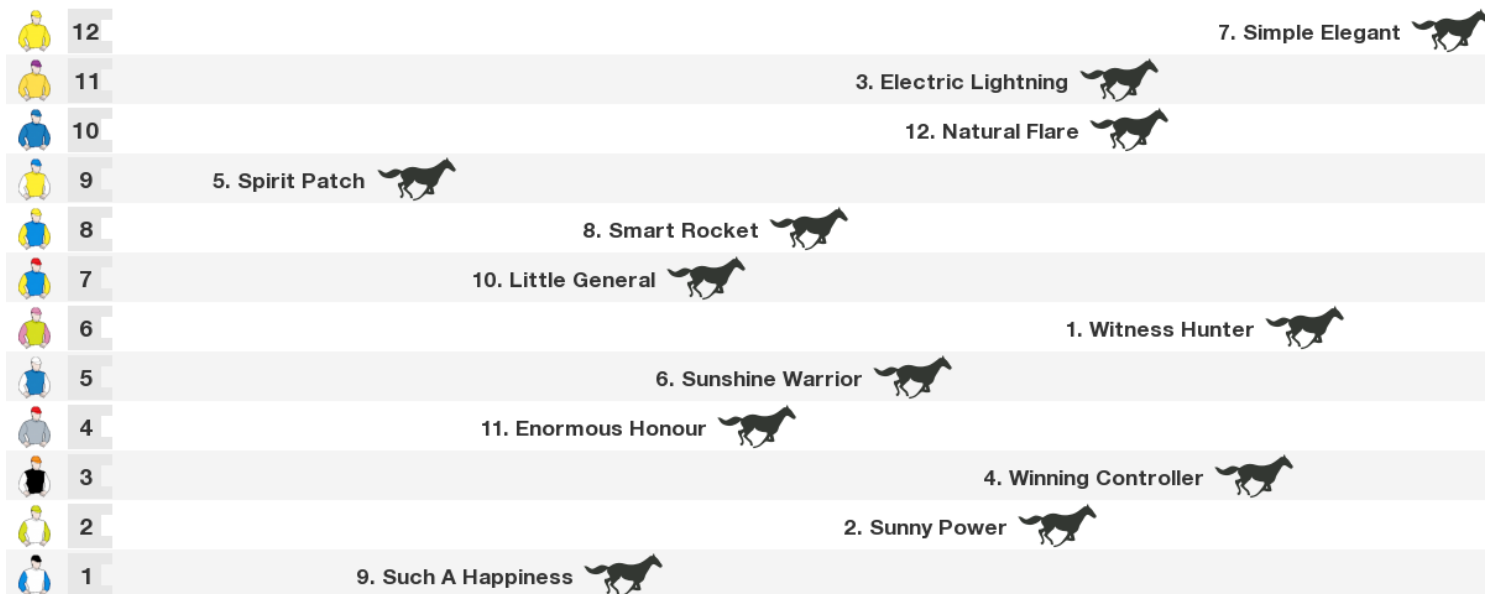 12 7. Simple Elegant
11 3. Electric Lightning
10 12. Natural Flare
9 5. Spirit Patch
8 8. Smart Rocket
7 10. Little General
6 1. Witness Hunter
5 6. Sunshine Warrior
4 11. Enormous Honour
3 4. Winning Controller
2 2. Sunny Power
1 9. Such A Happiness